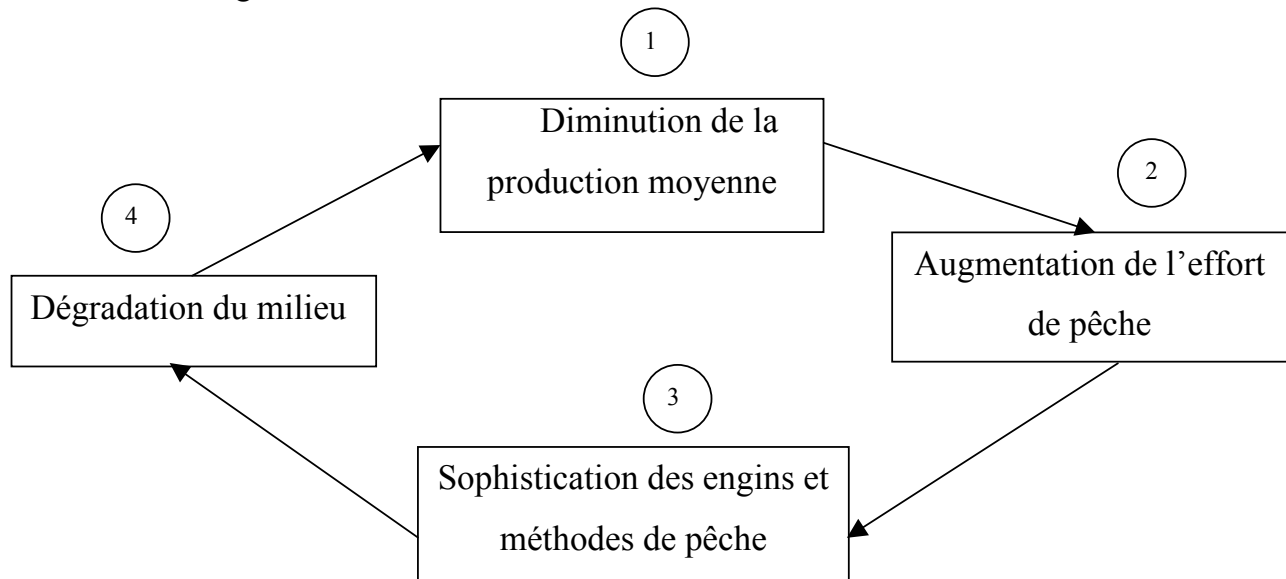 1
Diminution de la
production moyenne
2
Augmentation de l’effort
de pêche
3
Sophistication des engins et
méthodes de pêche
4
Dégradation du milieu